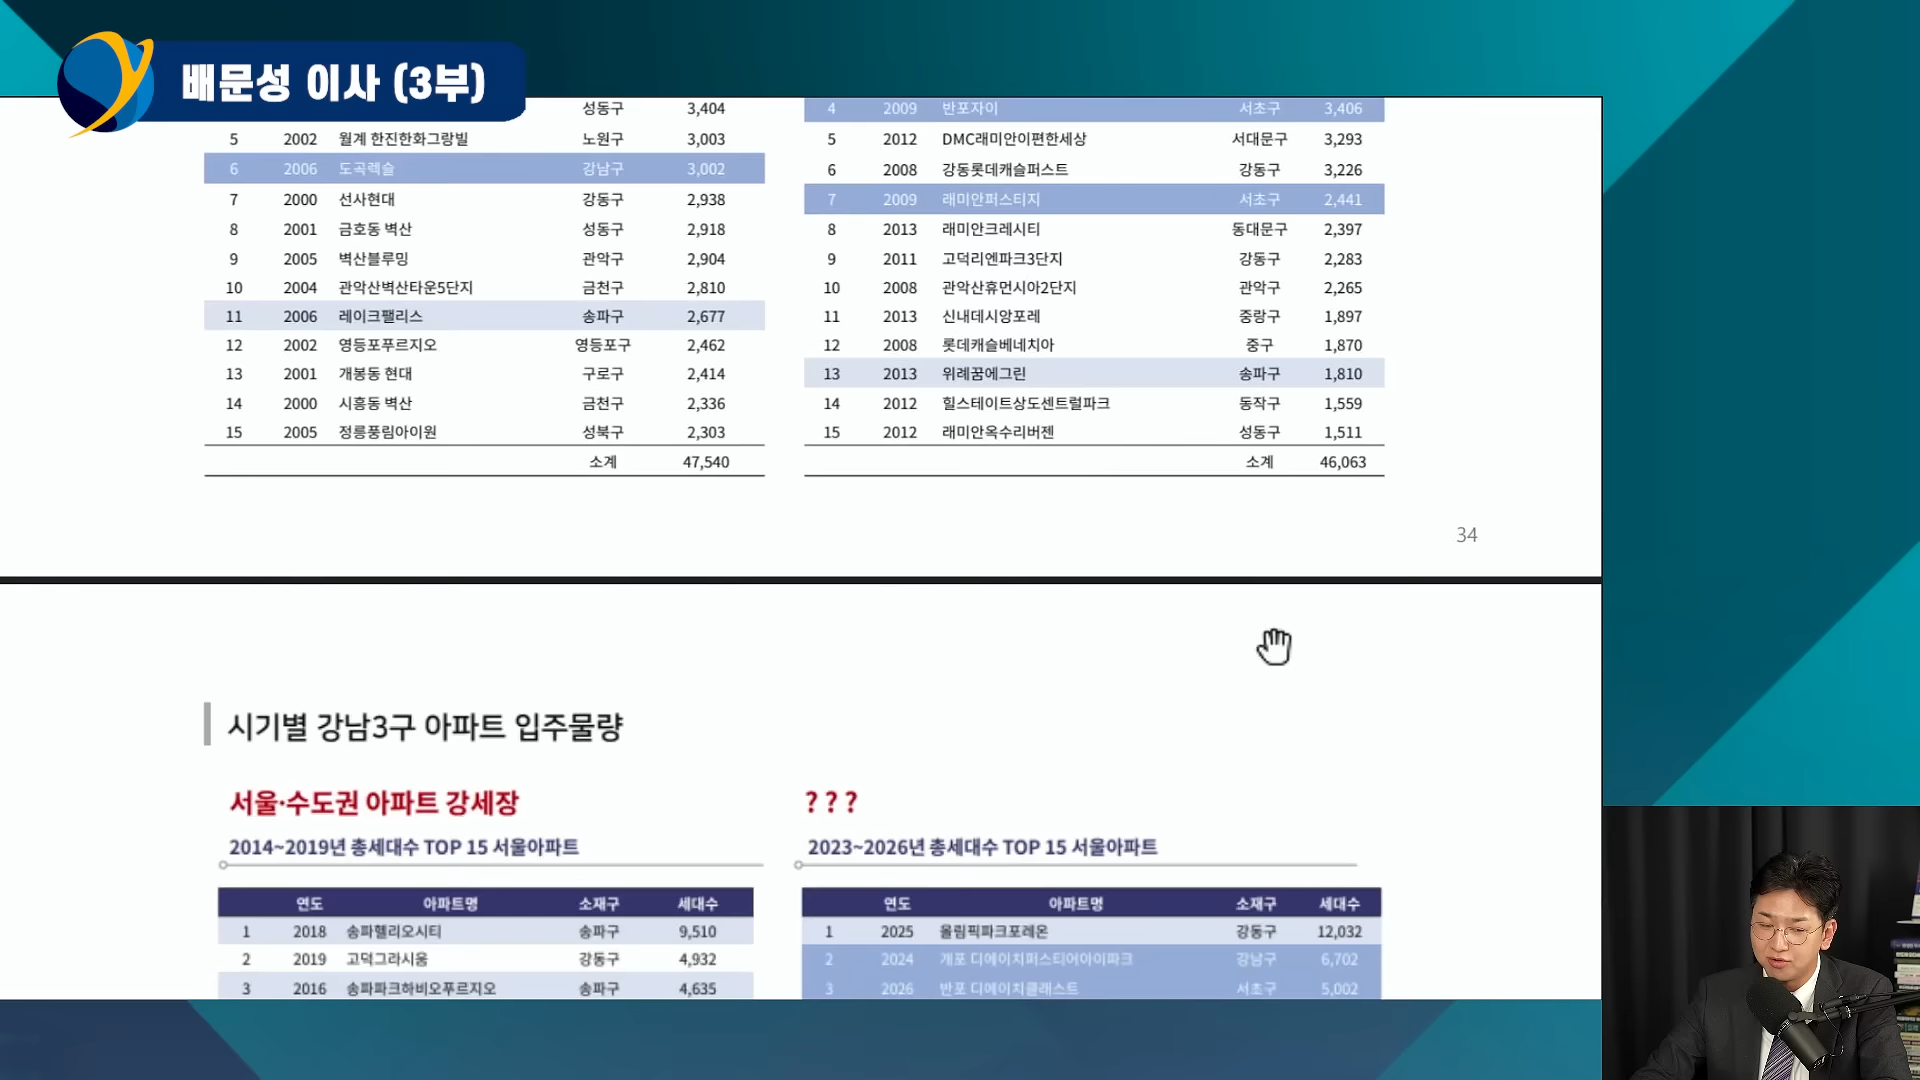 배문성 이사 (3부)
성동구 3,404
5 2002 월계 한진한화그랑빌 노원구 3,003
6 2006 도곡렉슬 강남구 3,002
7 2000 선사현대 강동구 2,938
8 2001 금호동 벽산 성동구 2,918
9 2005 벽산블루밍 관악구 2,904
10 2004 관악산벽산타운5단지 금천구 2,810
11 2006 레이크팰리스 송파구 2,677
12 2002 영등포푸르지오 영등포구 2,462
13 2001 개봉동 현대 구로구 2,414
14 2000 시흥동 벽산 금천구 2,336
15 2005 정릉풍림아이원 성북구 2,303
소계 47,540
4 2009 반포자이 서초구 3,406
5 2012 DMC래미안이편한세상 서대문구 3,293
6 2008 강동롯데캐슬퍼스트 강동구 3,226
7 2009 래미안퍼스티지 서초구 2,441
8 2013 래미안크레시티 동대문구 2,397
9 2011 고덕리엔파크3단지 강동구 2,283
10 2008 관악산휴먼시아2단지 관악구 2,265
11 2013 신내데시앙포레 중랑구 1,897
12 2008 롯데캐슬베네치아 중구 1,870
13 2013 위례꿈에그린 송파구 1,810
14 2012 힐스테이트상도센트럴파크 동작구 1,559
15 2012 래미안옥수리버젠 성동구 1,511
소계 46,063
34
시기별 강남3구 아파트 입주물량
서울·수도권 아파트 강세장
2014~2019년 총세대수 TOP 15 서울아파트
연도 아파트명 소재구 세대수
1 2018 송파헬리오시티 송파구 9,510
2 2019 고덕그라시움 강동구 4,932
3 2016 송파파크하비오푸르지오 송파구 4,635
? ? ?
2023~2026년 총세대수 TOP 15 서울아파트
연도 아파트명 소재구 세대수
1 2025 올림픽파크포레온 강동구 12,032
2 2024 개포 디에이치퍼스티어아이파크 강남구 6,702
3 2026 반포 디에이치클래스트 서초구 5,002